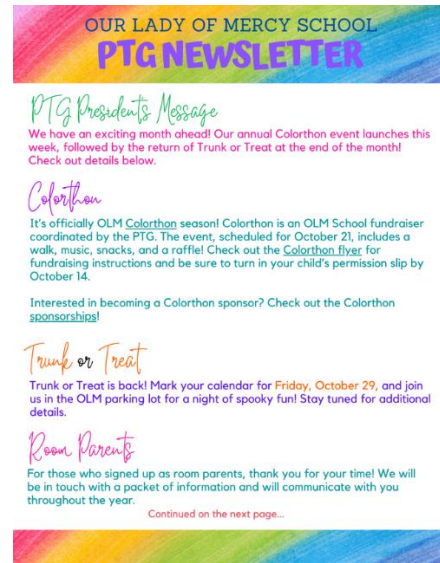 OUR LADY OF MERCY SCHOOL
PTG NEWSLETTER
PTG Presidents Message
We have an exciting month ahead! Our annual Colorthon event launches this
week, followed by the return of Trunk or Treat at the end of the month!
Check out details below.
Colorthon
It's officially OLM Colorthon season! Colorthon is an OLM School fundraiser
coordinated by the PTG. The event, scheduled for October 21, includes a
walk, music, snacks, and a raffle! Check out the Colorthon flyer for
fundraising instructions and be sure to turn in your child's permission slip by
October 14.
Interested in becoming a Colorthon sponsor? Check out the Colorthon
sponsorships!
Trunk or Treat
Trunk or Treat is back! Mark your calendar for Friday, October 29, and join
us in the OLM parking lot for a night of spooky fun! Stay tuned for additional
details.
Room Parents
For those who signed up as room parents, thank you for your time! We will
be in touch with a packet of information and will communicate with you
throughout the year.
Continued on the next page...